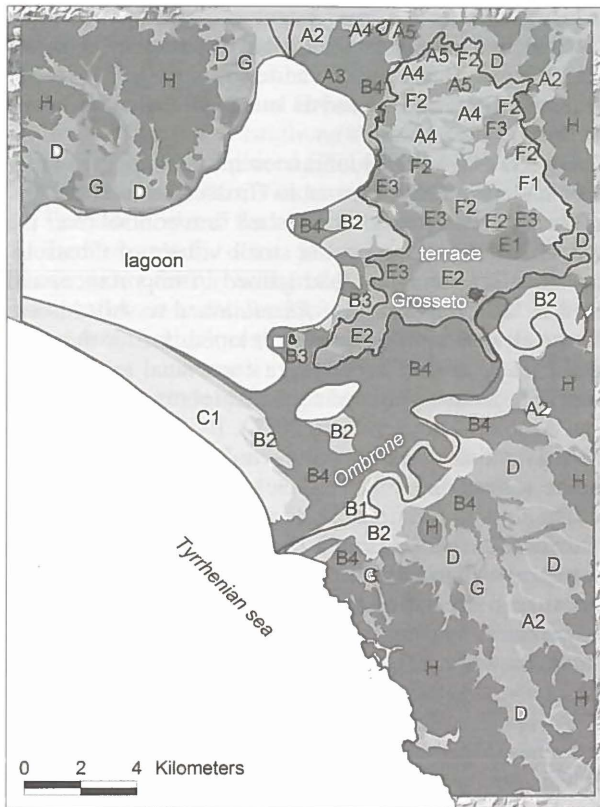 A2 A4 A5
D G A5 F2 D
A3 B4 A4 A5 A2
H H F2 F2
A4 A4 F3 H
D D F2 F2
G D E3 F1
B4 B2 E3 F2 E2 E3
E1 D
lagoon terrace
E3 E2
B3 Grosseto B2
E2
B3 B4 H
C1 A2
B2 B2 B4
Ombrone D
B4 H
B1 B4
B2 H
B4 D D
G G
Tyrrhenian sea
A2
H H
D
0 2 4 Kilometers